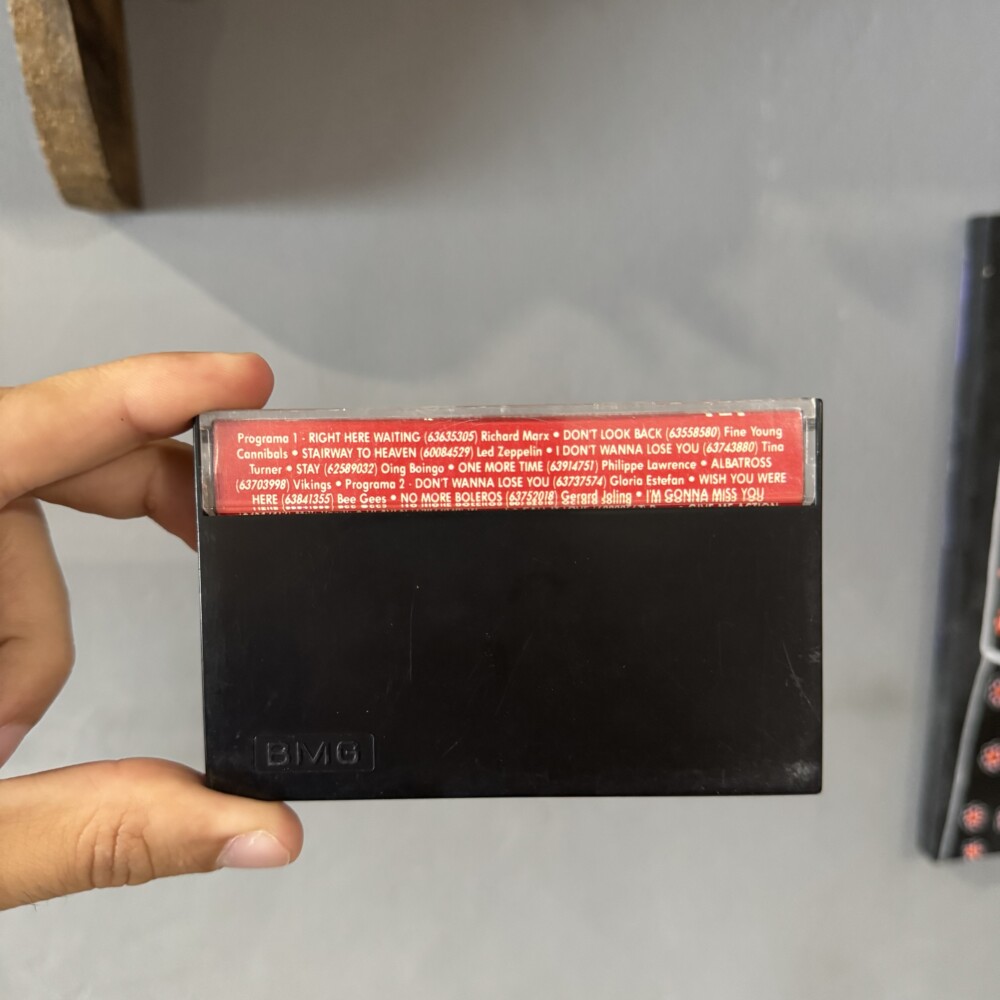 Programa 1 - RIGHT HERE WAITING (63635305) Richard Marx • DON'T LOOK BACK (63558580) Fine Young
Cannibals • STAIRWAY TO HEAVEN (60084529) Led Zeppelin • I DON'T WANNA LOSE YOU (63743880) Tina
Turner • STAY (62589032) Oing Boingo • ONE MORE TIME (63914751) Philippe Lawrence • ALBATROSS
(63703998) Vikings • Programa 2 - DON'T WANNA LOSE YOU (63737574) Gloria Estefan • WISH YOU WERE
HERE (63841355) Bee Gees • NO MORE BOLEROS (63752018) Gerard Joling • I'M GONNA MISS YOU
GIVE ME ACTION
BMG